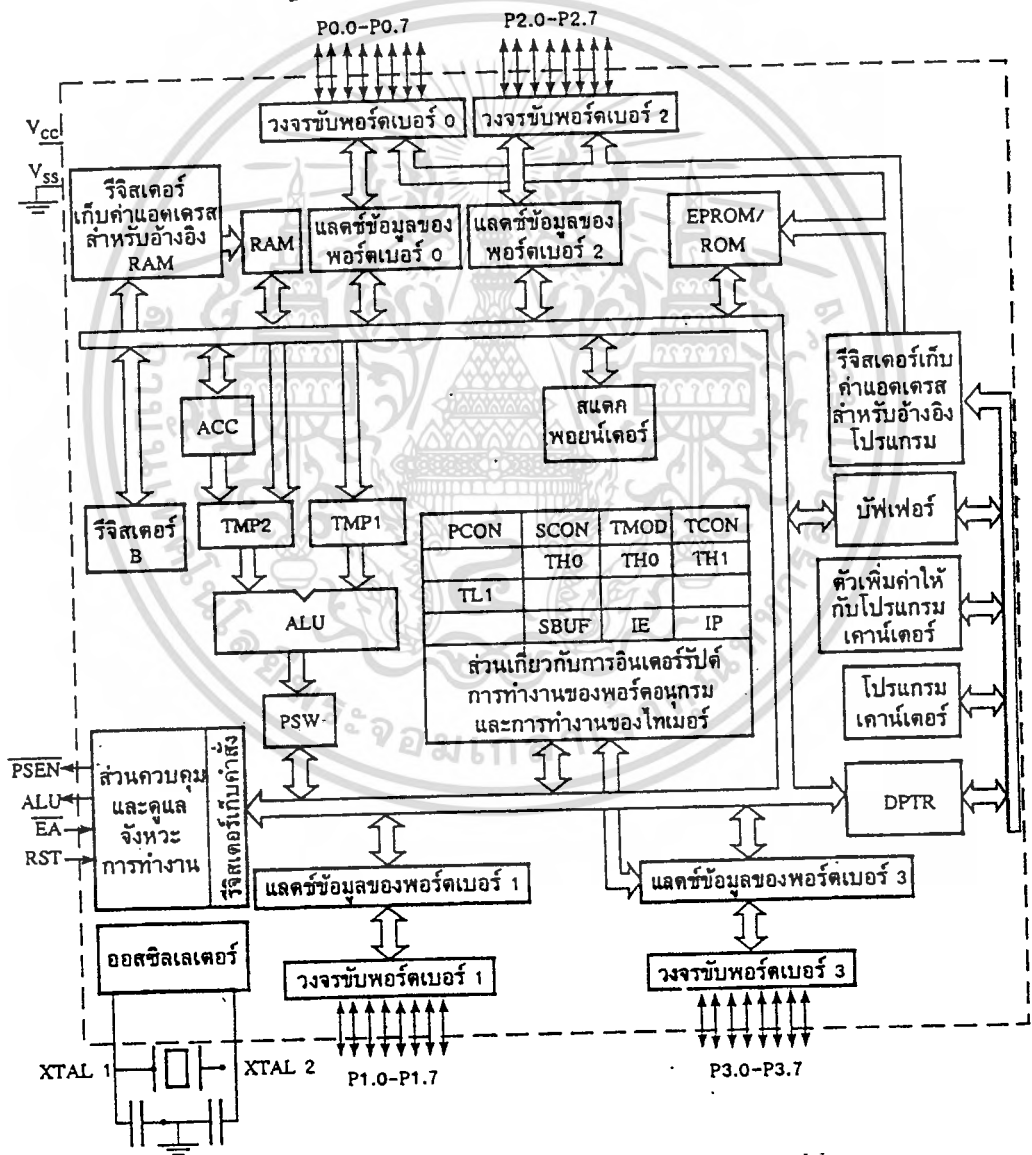 P0.0-P0.7
P2.0-P2.7
วงจรขับพอร์ตเบอร์ 0
วงจรขับพอร์ตเบอร์ 2
VCC
VSS
รีจิสเตอร์
เก็บค่าแอดเดรส
สำหรับอ้างอิง
RAM
RAM
แลตช์ข้อมูลของ
พอร์ตเบอร์ 0
แลตช์ข้อมูลของ
พอร์ตเบอร์ 2
EPROM/
ROM
รีจิสเตอร์เก็บ
ค่าแอดเดรส
สำหรับอ้างอิง
โปรแกรม
ACC
สแตก
พอยน์เตอร์
รีจิสเตอร์
B
TMP2
TMP1
บัฟเฟอร์
PCON SCON TMOD TCON
TH0 TH0 TH1
TL1
SBUF IE IP
ส่วนเกี่ยวกับการอินเตอร์รัปต์
การทำงานของพอร์ตอนุกรม
และการทำงานของไทเมอร์
ALU
ตัวเพิ่มค่าให้
กับโปรแกรม
เคาน์เตอร์
PSW
โปรแกรม
เคาน์เตอร์
PSEN
ALU
EA
RST
ส่วนควบคุม
และดูแล
จังหวะ
การทำงาน
รีจิสเตอร์เก็บคำสั่ง
DPTR
แลตช์ข้อมูลของพอร์ตเบอร์ 1
แลตช์ข้อมูลของพอร์ตเบอร์ 3
ออสซิลเลเตอร์
วงจรขับพอร์ตเบอร์ 1
วงจรขับพอร์ตเบอร์ 3
XTAL 1
XTAL 2
P1.0-P1.7
P3.0-P3.7